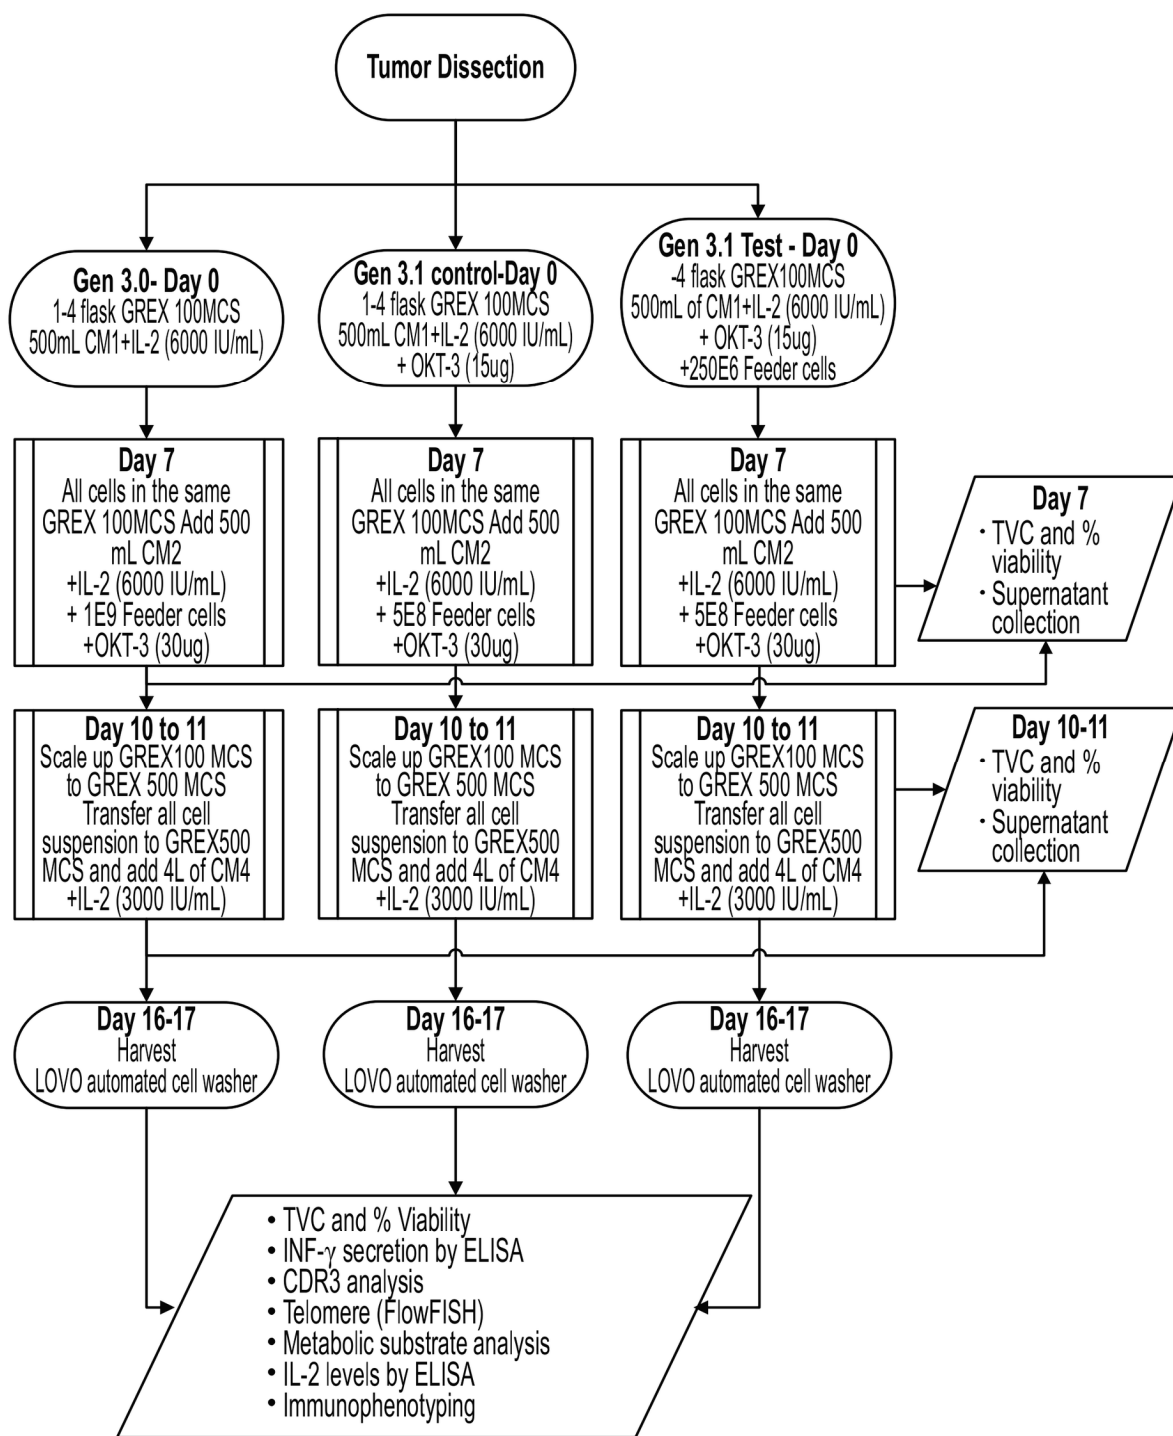 Tumor Dissection
Gen 3.0- Day 0
1-4 flask GREX 100MCS
500mL CM1+IL-2 (6000 IU/mL)
Gen 3.1 control-Day 0
1-4 flask GREX 100MCS
500mL CM1+IL-2 (6000 IU/mL)
+ OKT-3 (15ug)
Gen 3.1 Test - Day 0
-4 flask GREX100MCS
500mL of CM1+IL-2 (6000 IU/mL)
+ OKT-3 (15ug)
+250E6 Feeder cells
Day 7
All cells in the same
GREX 100MCS Add 500
mL CM2
+IL-2 (6000 IU/mL)
+ 1E9 Feeder cells
+OKT-3 (30ug)
Day 7
All cells in the same
GREX 100MCS Add 500
mL CM2
+IL-2 (6000 IU/mL)
+ 5E8 Feeder cells
+OKT-3 (30ug)
Day 7
All cells in the same
GREX 100MCS Add 500
mL CM2
+IL-2 (6000 IU/mL)
+ 5E8 Feeder cells
+OKT-3 (30ug)
Day 7
· TVC and %
viability
· Supernatant
collection
Day 10 to 11
Scale up GREX100 MCS
to GREX 500 MCS
Transfer all cell
suspension to GREX500
MCS and add 4L of CM4
+IL-2 (3000 IU/mL)
Day 10 to 11
Scale up GREX100 MCS
to GREX 500 MCS
Transfer all cell
suspension to GREX500
MCS and add 4L of CM4
+IL-2 (3000 IU/mL)
Day 10 to 11
Scale up GREX100 MCS
to GREX 500 MCS
Transfer all cell
suspension to GREX500
MCS and add 4L of CM4
+IL-2 (3000 IU/mL)
Day 10-11
· TVC and %
viability
· Supernatant
collection
Day 16-17
Harvest
LOVO automated cell washer
Day 16-17
Harvest
LOVO automated cell washer
Day 16-17
Harvest
LOVO automated cell washer
• TVC and % Viability
• INF-γ secretion by ELISA
• CDR3 analysis
• Telomere (FlowFISH)
• Metabolic substrate analysis
• IL-2 levels by ELISA
• Immunophenotyping